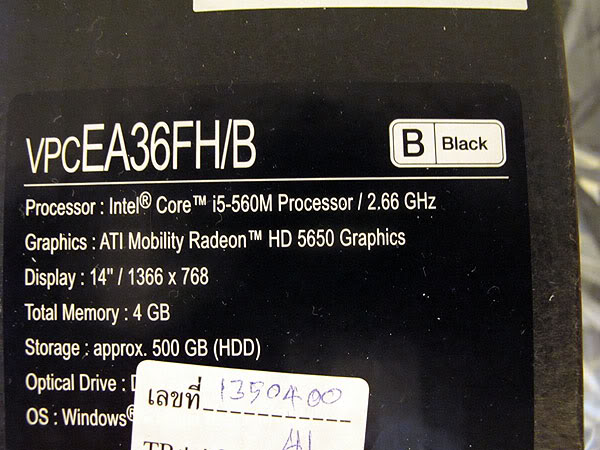 VPCEA36FH/B
B Black
Processor : Intel® Core™ i5-560M Processor / 2.66 GHz
Graphics : ATI Mobility Radeon™ HD 5650 Graphics
Display : 14" / 1366 x 768
Total Memory : 4 GB
Storage : approx. 500 GB (HDD)
Optical Drive :
OS : Windows®
เลขที่ 1350400